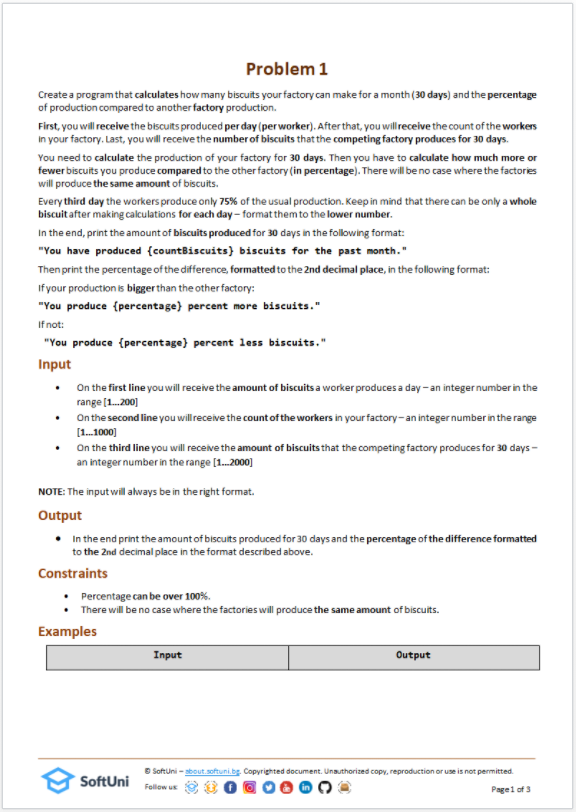 Problem 1
Create a program that calculates how many biscuits your factory can make for a month (30 days) and the percentage
of production compared to another factory production.
First, you will receive the biscuits produced per day (per worker). After that, you will receive the count of the workers
in your factory. Last, you will receive the number of biscuits that the competing factory produces for 30 days.
You need to calculate the production of your factory for 30 days. Then you have to calculate how much more or
fewer biscuits you produce compared to the other factory (in percentage). There will be no case where the factories
will produce the same amount of biscuits.
Every third day the workers produce only 75% of the usual production. Keep in mind that there can be only a whole
biscuit after making calculations for each day – format them to the lower number.
In the end, print the amount of biscuits produced for 30 days in the following format:
"You have produced {countBiscuits} biscuits for the past month."
Then print the percentage of the difference, formatted to the 2nd decimal place, in the following format:
If your production is bigger than the other factory:
"You produce {percentage} percent more biscuits."
If not:
"You produce {percentage} percent less biscuits."
Input
• On the first line you will receive the amount of biscuits a worker produces a day – an integer number in the
range [1…200]
• On the second line you will receive the count of the workers in your factory – an integer number in the range
[1…1000]
• On the third line you will receive the amount of biscuits that the competing factory produces for 30 days –
an integer number in the range [1…2000]
NOTE: The input will always be in the right format.
Output
• In the end print the amount of biscuits produced for 30 days and the percentage of the difference formatted
to the 2nd decimal place in the format described above.
Constraints
• Percentage can be over 100%.
• There will be no case where the factories will produce the same amount of biscuits.
Examples
Input Output
SoftUni
© SoftUni – about.softuni.bg. Copyrighted document. Unauthorized copy, reproduction or use is not permitted.
Follow us:
Page 1 of 3